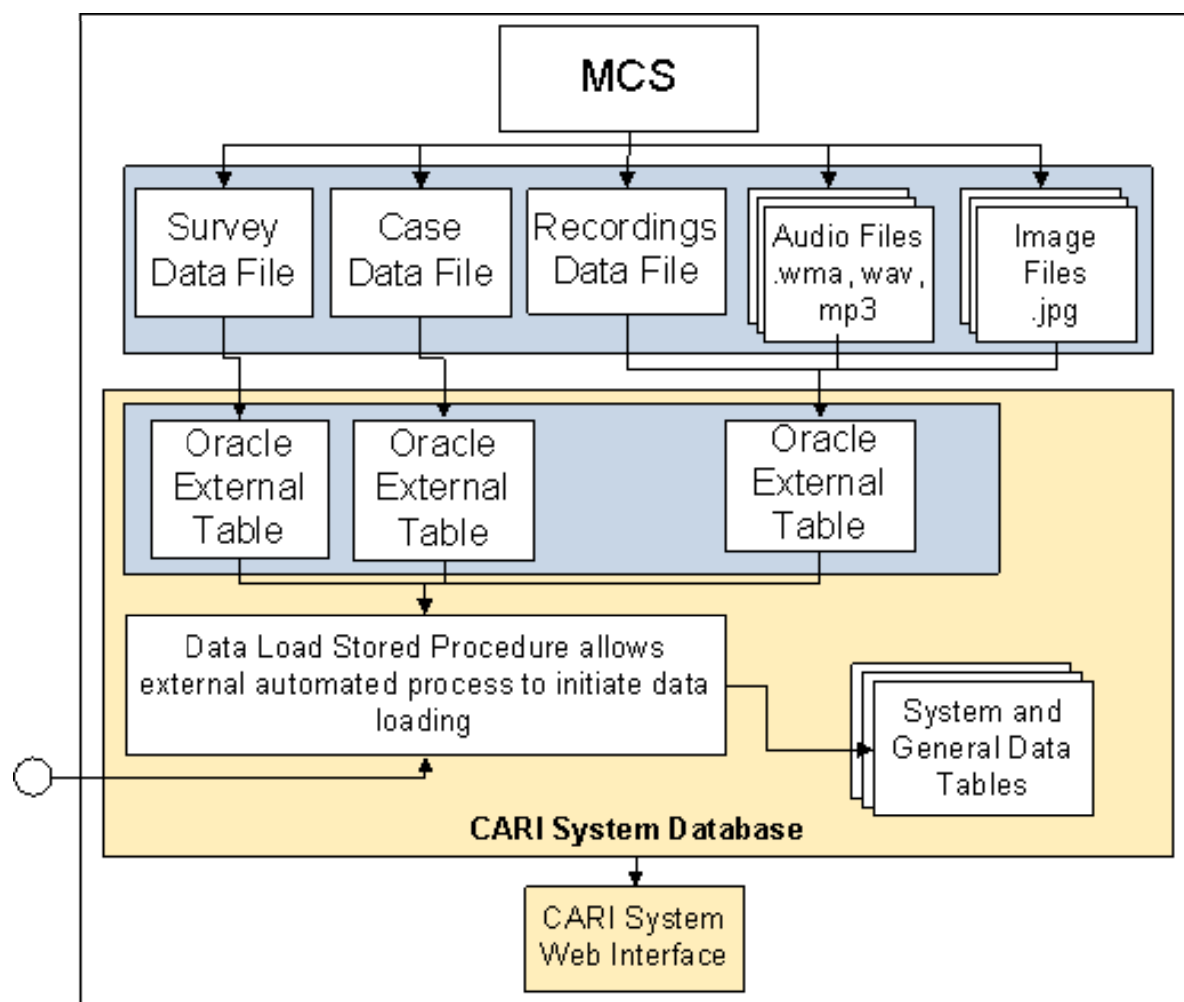 MCS
Survey
Data File
Case
Data File
Recordings
Data File
Audio Files
.wma, wav,
mp3
Image
Files
.jpg
Oracle
External
Table
Oracle
External
Table
Oracle
External
Table
Data Load Stored Procedure allows
external automated process to initiate data
loading
System and
General Data
Tables
CARI System Database
CARI System
Web Interface